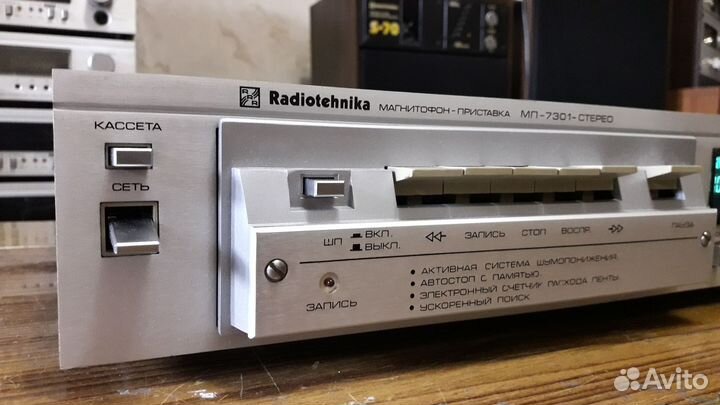 S-70
Radiotehnika МАГНИТОФОН-ПРИСТАВКА МП-7301-СТЕРЕО
КАССЕТА
СЕТЬ
ШП ВКЛ.
ВЫКЛ.
ЗАПИСЬ СТОП ВОСПР. ПАУЗА
ЗАПИСЬ
• АКТИВНАЯ СИСТЕМА ШУМОПОНИЖЕНИЯ.
• АВТОСТОП С ПАМЯТЬЮ.
• ЭЛЕКТРОННЫЙ СЧЕТЧИК РАСХОДА ЛЕНТЫ
• УСКОРЕННЫЙ ПОИСК
Avito